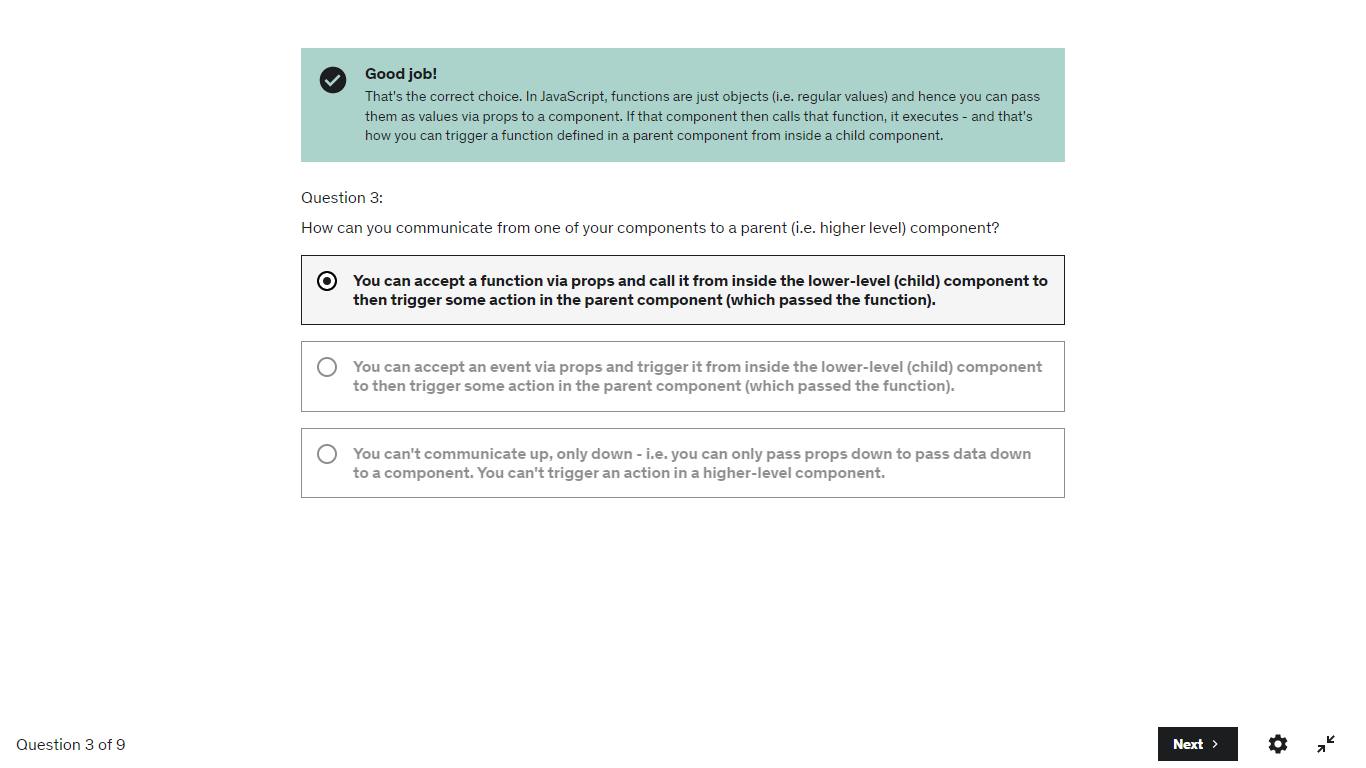 Good job!
That's the correct choice. In JavaScript, functions are just objects (i.e. regular values) and hence you can pass
them as values via props to a component. If that component then calls that function, it executes - and that's
how you can trigger a function defined in a parent component from inside a child component.
Question 3:
How can you communicate from one of your components to a parent (i.e. higher level) component?
You can accept a function via props and call it from inside the lower-level (child) component to
then trigger some action in the parent component (which passed the function).
You can accept an event via props and trigger it from inside the lower-level (child) component
to then trigger some action in the parent component (which passed the function).
You can't communicate up, only down - i.e. you can only pass props down to pass data down
to a component. You can't trigger an action in a higher-level component.
Question 3 of 9
Next